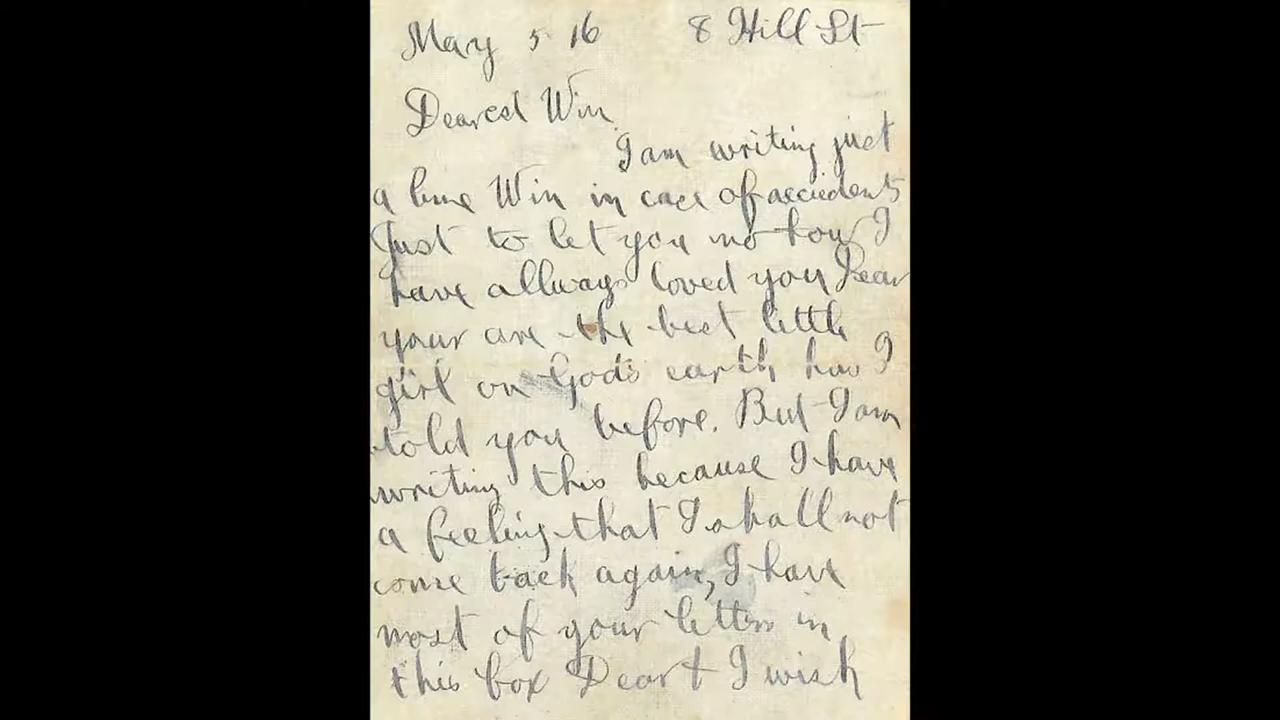 May 5 16 8 Hill St
Dearest Win
I am writing just
a line Win in case of accidents
Just to let you no how I
have allways loved you Dear
your are the best little
girl on God's earth has I
told you before. But I am
writing this because I have
a feeling that I shall not
come back again, I have
most of your letters in
this box Dear & I wish